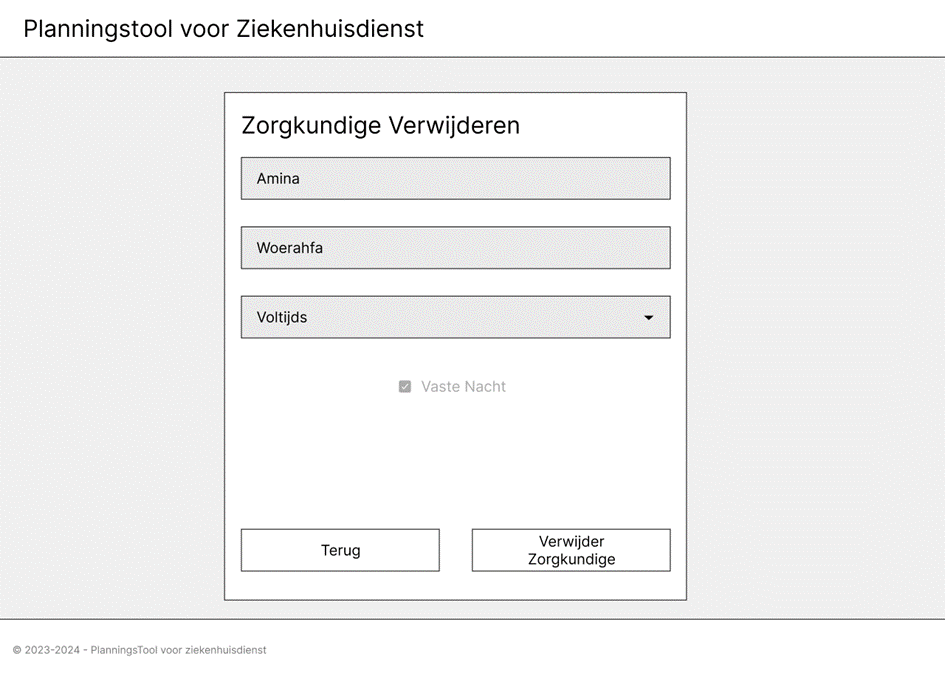 Planningstool voor Ziekenhuisdienst
Zorgkundige Verwijderen
Amina
Woerahfa
Voltijds
Vaste Nacht
Terug
Verwijder
Zorgkundige
© 2023-2024 - PlanningsTool voor ziekenhuisdienst